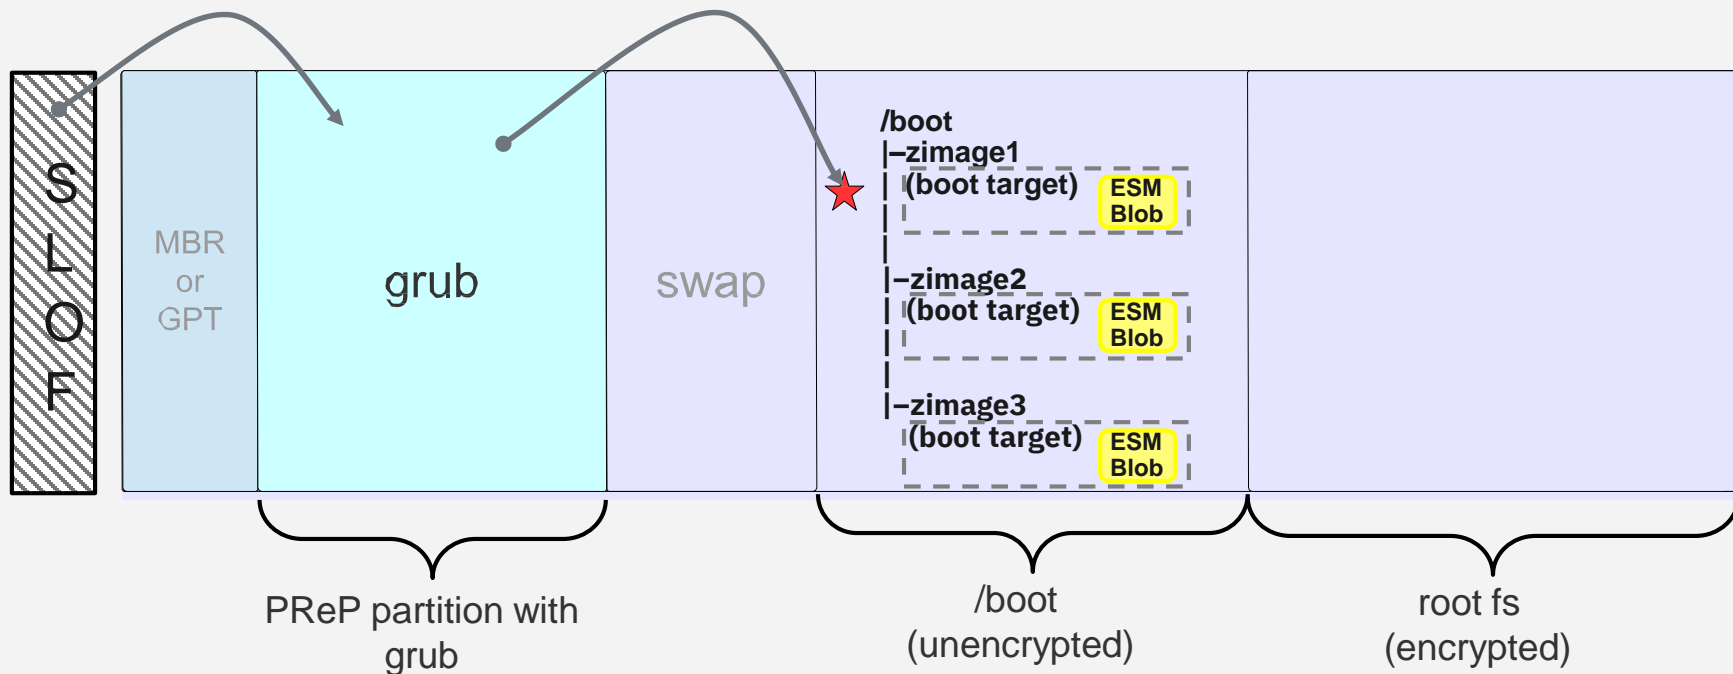 S
L
O
F
MBR
or
GPT
grub
swap
/boot
|–zimage1
(boot target)
ESM
Blob
|–zimage2
(boot target)
ESM
Blob
|–zimage3
(boot target)
ESM
Blob
PReP partition with
grub
/boot
(unencrypted)
root fs
(encrypted)